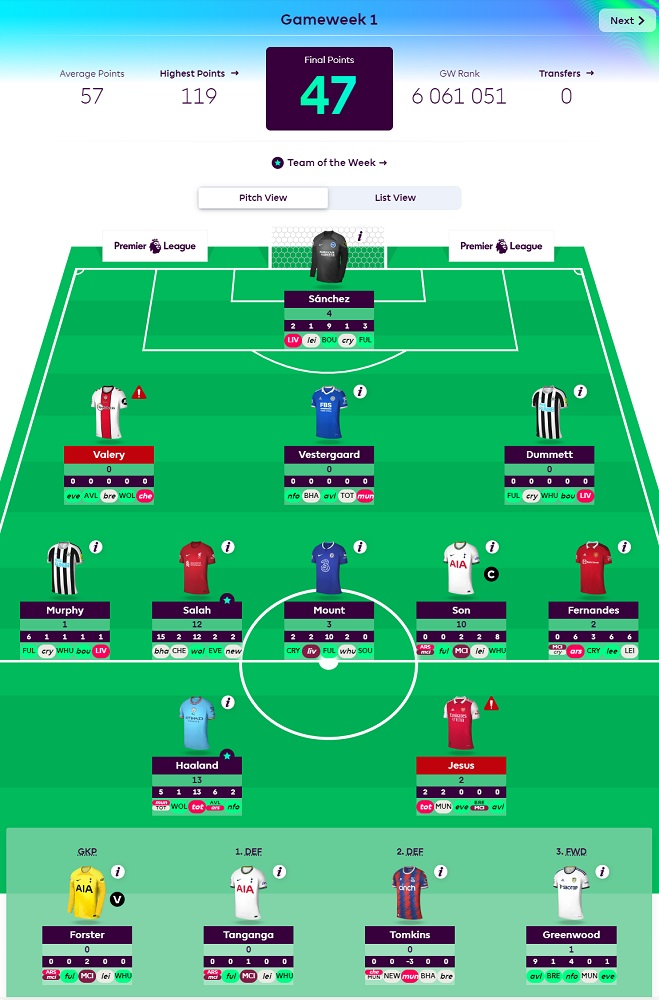 Gameweek 1
Next
Average Points
57
Highest Points →
119
Final Points
47
GW Rank
6 061 051
Transfers →
0
Team of the Week →
Pitch View
List View
Premier League
Premier League
Sánchez
4
2 1 9 1 3
LIV lei BOU cry FUL
Valery
0
0 0 0 0 0
eve AVL bre WOL che
FBS
Vestergaard
0
0 0 0 0 0
nfo BHA avl TOT mun
Dummett
0
0 0 0 0 0
FUL cry WHU bou LIV
Murphy
1
6 1 1 1 1
FUL cry WHU bou LIV
Salah
12
15 2 12 2 2
bha CHE wol EVE new
3
Mount
3
2 2 10 2 0
CRY liv FUL whu SOU
AIA
C
Son
10
0 0 2 2 8
ARS mci ful MCI lei WHU
Fernandes
2
0 6 3 6 6
MCI cry ars CRY lee LEI
Haaland
13
5 1 13 6 2
mun TOT WOL tot AVL ars nfo
Jesus
2
2 2 0 0 0
tot MUN eve BRE MCI avl
GKP
AIA
V
Forster
0
0 0 2 0 0
ARS mci ful MCI lei WHU
1. DEF
AIA
Tanganga
0
0 0 1 0 0
ARS mci ful MCI lei WHU
2. DEF
cinch
Tomkins
0
0 0 -3 0 0
che MUN NEW mun BHA bre
3. FWD
Greenwood
1
9 1 4 0 1
avl BRE nfo MUN eve